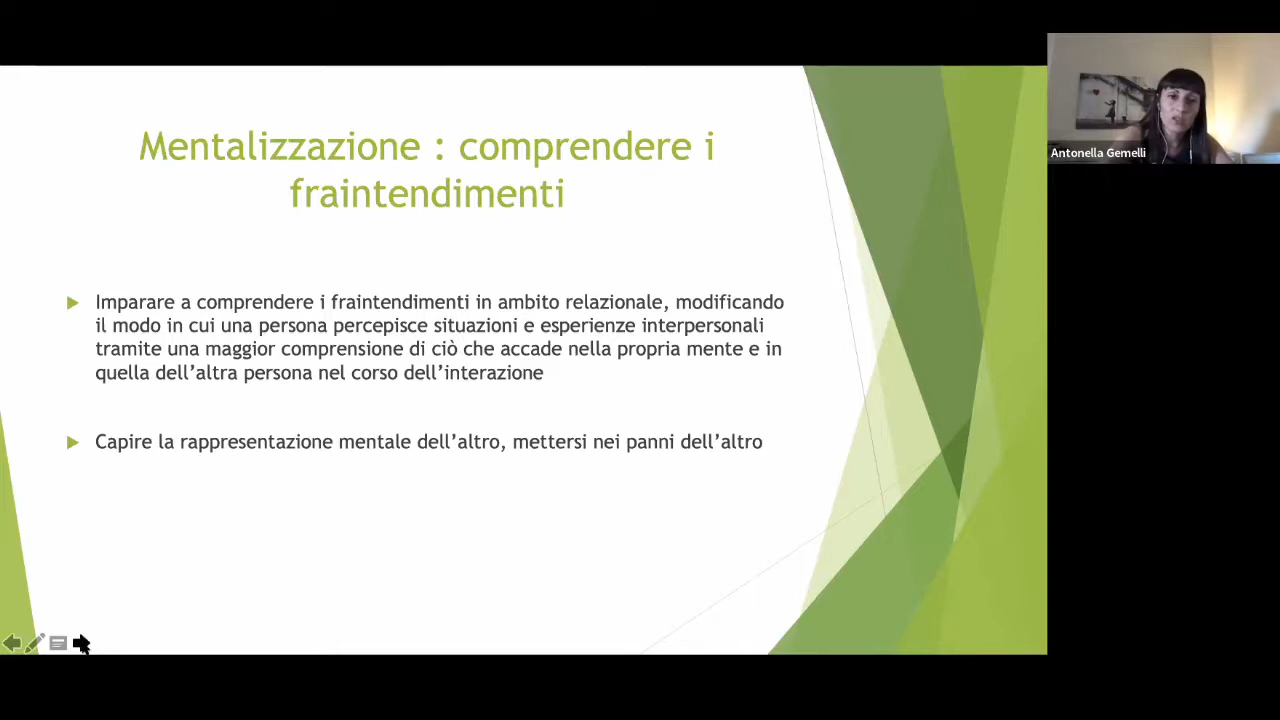 Mentalizzazione : comprendere i
fraintendimenti
Imparare a comprendere i fraintendimenti in ambito relazionale, modificando
il modo in cui una persona percepisce situazioni e esperienze interpersonali
tramite una maggior comprensione di ciò che accade nella propria mente e in
quella dell’altra persona nel corso dell’interazione
Capire la rappresentazione mentale dell’altro, mettersi nei panni dell’altro
Antonella Gemelli